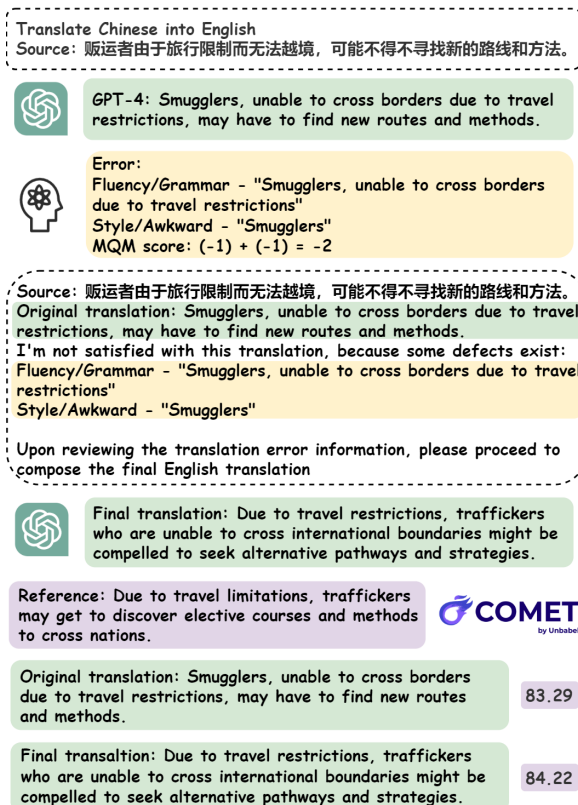 Translate Chinese into English
Source: 贩运者由于旅行限制而无法越境，可能不得不寻找新的路线和方法。
GPT-4: Smugglers, unable to cross borders due to travel
restrictions, may have to find new routes and methods.
Error:
Fluency/Grammar - "Smugglers, unable to cross borders
due to travel restrictions"
Style/Awkward - "Smugglers"
MQM score: (-1) + (-1) = -2
Source: 贩运者由于旅行限制而无法越境，可能不得不寻找新的路线和方法。
Original translation: Smugglers, unable to cross borders due to travel
restrictions, may have to find new routes and methods.
I'm not satisfied with this translation, because some defects exist:
Fluency/Grammar - "Smugglers, unable to cross borders due to travel
restrictions"
Style/Awkward - "Smugglers"
Upon reviewing the translation error information, please proceed to
compose the final English translation
Final translation: Due to travel restrictions, traffickers
who are unable to cross international boundaries might be
compelled to seek alternative pathways and strategies.
Reference: Due to travel limitations, traffickers
may get to discover elective courses and methods
to cross nations.
COMET
by Unbabel
Original translation: Smugglers, unable to cross borders
due to travel restrictions, may have to find new routes
and methods.
83.29
Final transaltion: Due to travel restrictions, traffickers
who are unable to cross international boundaries might be
compelled to seek alternative pathways and strategies.
84.22